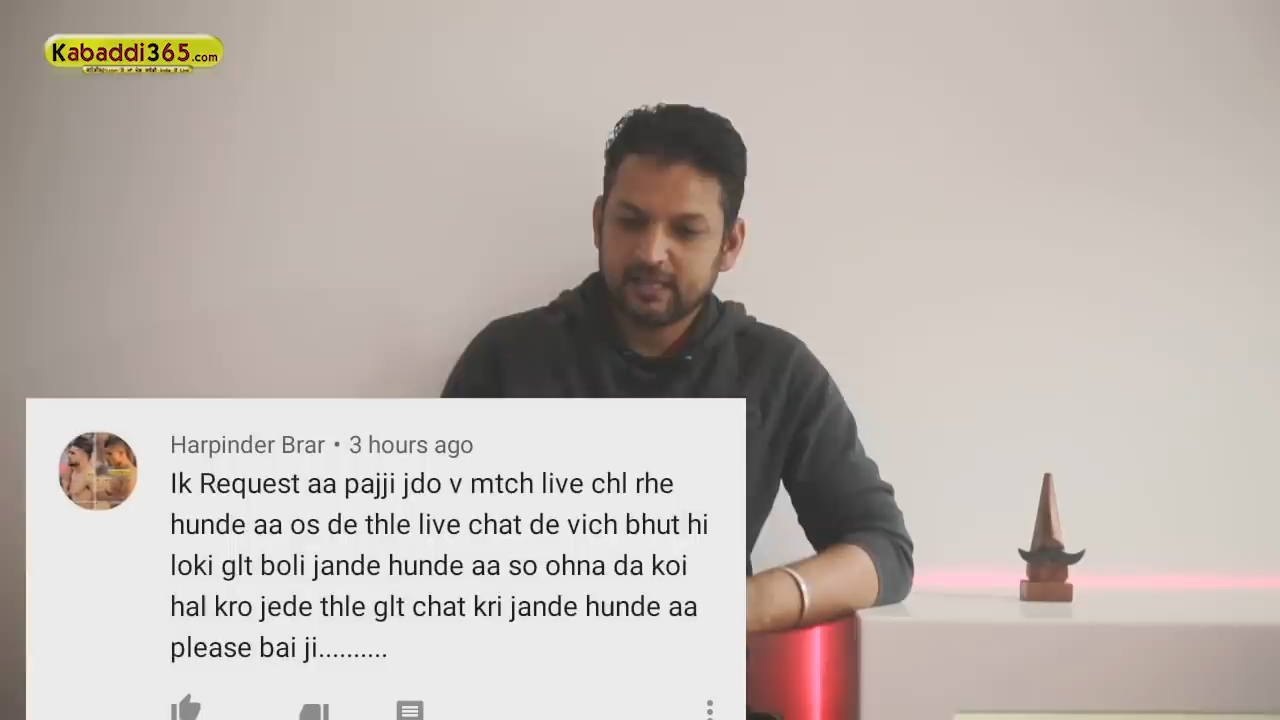 Kabaddi365.com
Harpinder Brar • 3 hours ago
Ik Request aa pajji jdo v mtch live chl rhe
hunde aa os de thle live chat de vich bhut hi
loki glt boli jande hunde aa so ohna da koi
hal kro jede thle glt chat kri jande hunde aa
please bai ji..........